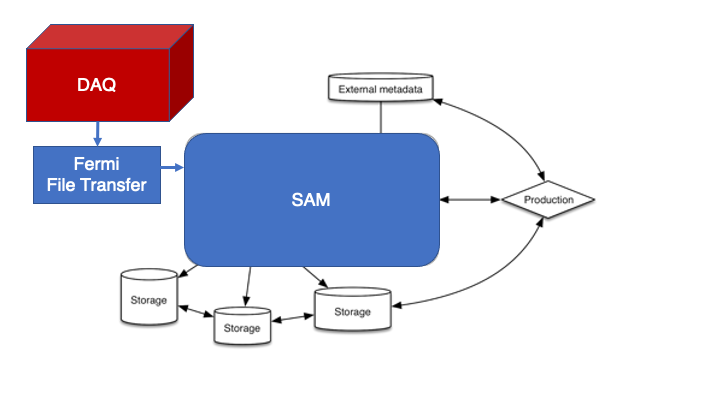 DAQ
External metadata
Fermi
File Transfer
SAM
Production
Storage
Storage
Storage